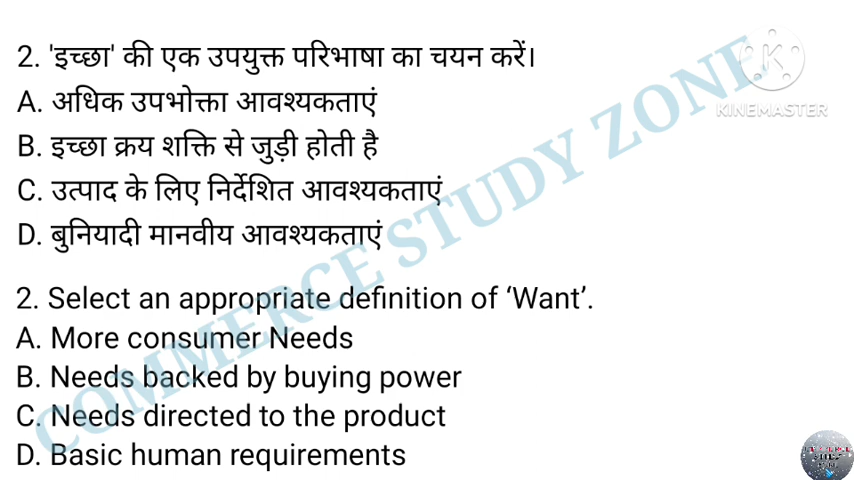 2. 'इच्छा' की एक उपयुक्त परिभाषा का चयन करें।
A. अधिक उपभोक्ता आवश्यकताएं
B. इच्छा क्रय शक्ति से जुड़ी होती है
C. उत्पाद के लिए निर्देशित आवश्यकताएं
D. बुनियादी मानवीय आवश्यकताएं
2. Select an appropriate definition of ‘Want’.
A. More consumer Needs
B. Needs backed by buying power
C. Needs directed to the product
D. Basic human requirements
COMMERCE STUDY ZONE
K
KINEMASTER